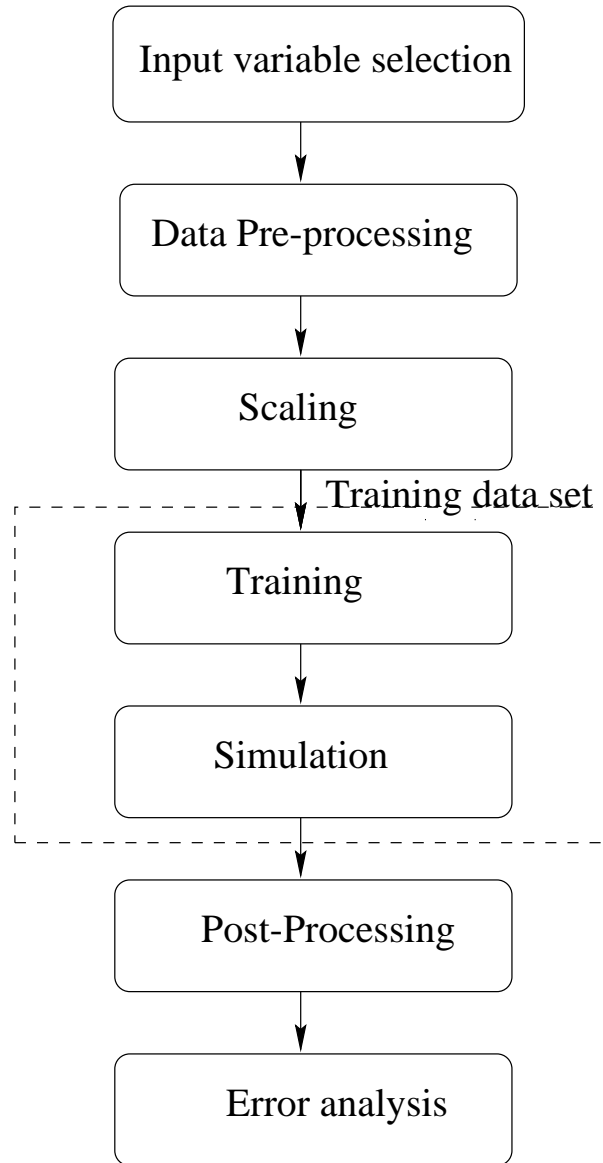 Input variable selection
Data Pre-processing
Scaling
Training data set
Training
Simulation
Post-Processing
Error analysis